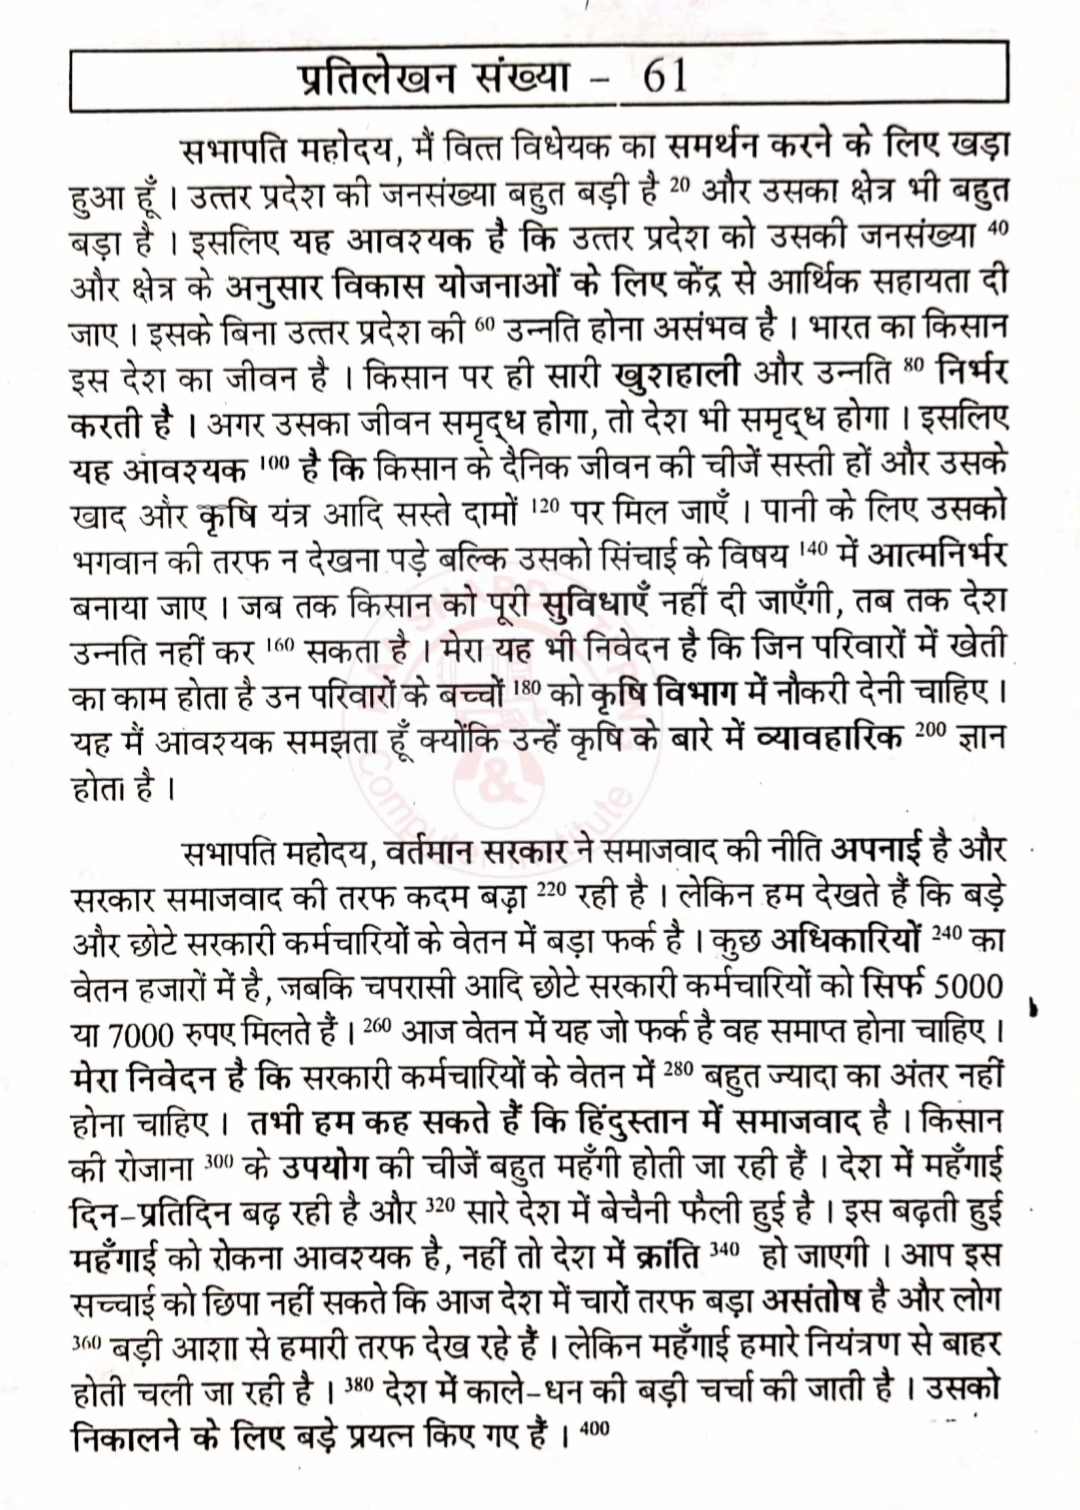 प्रतिलेखन संख्या – 61
सभापति महोदय, मैं वित्त विधेयक का समर्थन करने के लिए खड़ा
हुआ हूँ । उत्तर प्रदेश की जनसंख्या बहुत बड़ी है 20 और उसका क्षेत्र भी बहुत
बड़ा है । इसलिए यह आवश्यक है कि उत्तर प्रदेश को उसकी जनसंख्या 40
और क्षेत्र के अनुसार विकास योजनाओं के लिए केंद्र से आर्थिक सहायता दी
जाए । इसके बिना उत्तर प्रदेश की 60 उन्नति होना असंभव है । भारत का किसान
इस देश का जीवन है । किसान पर ही सारी खुशहाली और उन्नति 80 निर्भर
करती है । अगर उसका जीवन समृद्ध होगा, तो देश भी समृद्ध होगा । इसलिए
यह आवश्यक 100 है कि किसान के दैनिक जीवन की चीजें सस्ती हों और उसके
खाद और कृषि यंत्र आदि सस्ते दामों 120 पर मिल जाएँ । पानी के लिए उसको
भगवान की तरफ न देखना पड़े बल्कि उसको सिंचाई के विषय 140 में आत्मनिर्भर
बनाया जाए । जब तक किसान को पूरी सुविधाएँ नहीं दी जाएँगी, तब तक देश
उन्नति नहीं कर 160 सकता है । मेरा यह भी निवेदन है कि जिन परिवारों में खेती
का काम होता है उन परिवारों के बच्चों 180 को कृषि विभाग में नौकरी देनी चाहिए ।
यह मैं आवश्यक समझता हूँ क्योंकि उन्हें कृषि के बारे में व्यावहारिक 200 ज्ञान
होता है ।
सभापति महोदय, वर्तमान सरकार ने समाजवाद की नीति अपनाई है और
सरकार समाजवाद की तरफ कदम बढ़ा 220 रही है । लेकिन हम देखते हैं कि बड़े
और छोटे सरकारी कर्मचारियों के वेतन में बड़ा फर्क है । कुछ अधिकारियों 240 का
वेतन हजारों में है, जबकि चपरासी आदि छोटे सरकारी कर्मचारियों को सिर्फ 5000
या 7000 रुपए मिलते हैं । 260 आज वेतन में यह जो फर्क है वह समाप्त होना चाहिए ।
मेरा निवेदन है कि सरकारी कर्मचारियों के वेतन में 280 बहुत ज्यादा का अंतर नहीं
होना चाहिए । तभी हम कह सकते हैं कि हिंदुस्तान में समाजवाद है । किसान
की रोजाना 300 के उपयोग की चीजें बहुत महँगी होती जा रही हैं । देश में महँगाई
दिन-प्रतिदिन बढ़ रही है और 320 सारे देश में बेचैनी फैली हुई है । इस बढ़ती हुई
महँगाई को रोकना आवश्यक है, नहीं तो देश में क्रांति 340 हो जाएगी । आप इस
सच्चाई को छिपा नहीं सकते कि आज देश में चारों तरफ बड़ा असंतोष है और लोग
360 बड़ी आशा से हमारी तरफ देख रहे हैं । लेकिन महँगाई हमारे नियंत्रण से बाहर
होती चली जा रही है । 380 देश में काले-धन की बड़ी चर्चा की जाती है । उसको
निकालने के लिए बड़े प्रयत्न किए गए हैं । 400